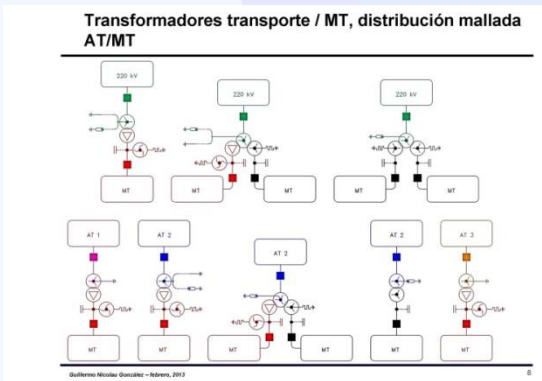 Transformadores transporte / MT, distribución mallada
AT/MT
220 kV
220 kV
220 kV
MT
MT
MT
MT
MT
AT 1
AT 2
AT 2
AT 2
AT 3
MT
MT
MT
MT
MT
MT
Guillermo Nicolau González – febrero, 2013
8